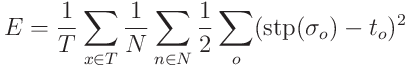 E = \frac{1}{T} \sum_{x \in T} \frac{1}{N} \sum_{n \in N} \frac{1}{2} \sum_{o} (\mathrm{stp}(\sigma_o) - t_o)^2